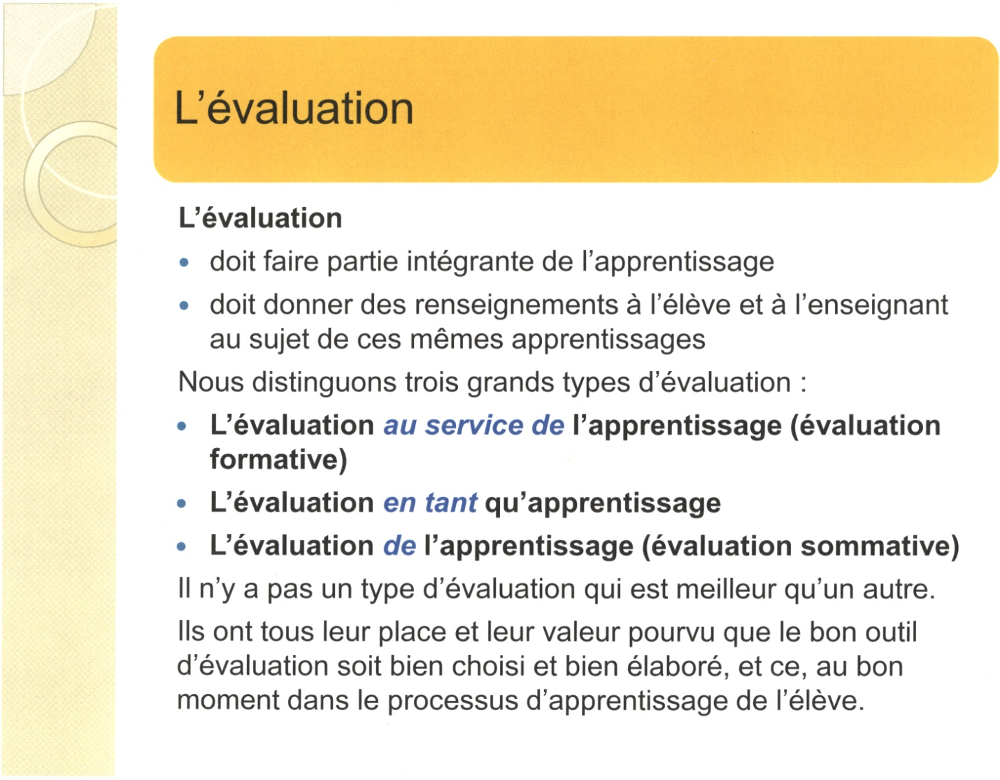 L’évaluation
L’évaluation
• doit faire partie intégrante de l’apprentissage
• doit donner des renseignements à l’élève et à l’enseignant
au sujet de ces mêmes apprentissages
Nous distinguons trois grands types d’évaluation :
• L’évaluation au service de l’apprentissage (évaluation
formative)
• L’évaluation en tant qu’apprentissage
• L’évaluation de l’apprentissage (évaluation sommative)
Il n’y a pas un type d’évaluation qui est meilleur qu’un autre.
Ils ont tous leur place et leur valeur pourvu que le bon outil
d’évaluation soit bien choisi et bien élaboré, et ce, au bon
moment dans le processus d’apprentissage de l’élève.